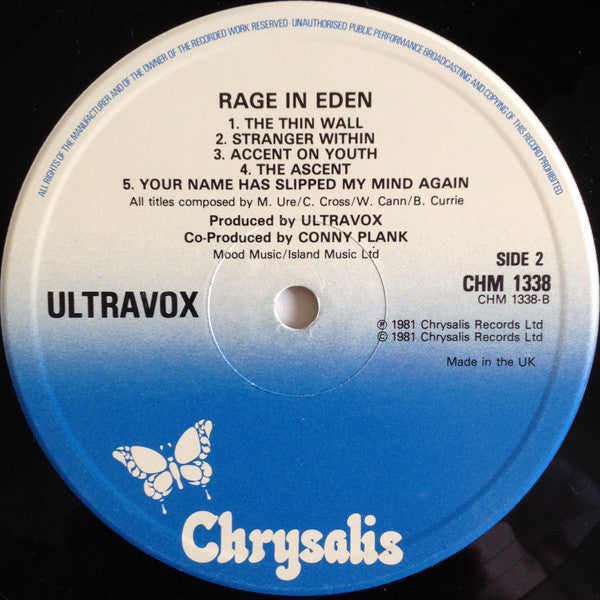 ALL RIGHTS OF THE MANUFACTURER AND OF THE OWNER OF THE RECORDED WORK RESERVED · UNAUTHORISED PUBLIC PERFORMANCE BROADCASTING AND COPYING OF THIS RECORD PROHIBITED
RAGE IN EDEN
1. THE THIN WALL
2. STRANGER WITHIN
3. ACCENT ON YOUTH
4. THE ASCENT
5. YOUR NAME HAS SLIPPED MY MIND AGAIN
All titles composed by M. Ure/C. Cross/W. Cann/B. Currie
Produced by ULTRAVOX
Co-Produced by CONNY PLANK
Mood Music/Island Music Ltd
SIDE 2
CHM 1338
CHM 1338-B
ULTRAVOX
℗ 1981 Chrysalis Records Ltd
© 1981 Chrysalis Records Ltd
Made in the UK
Chrysalis